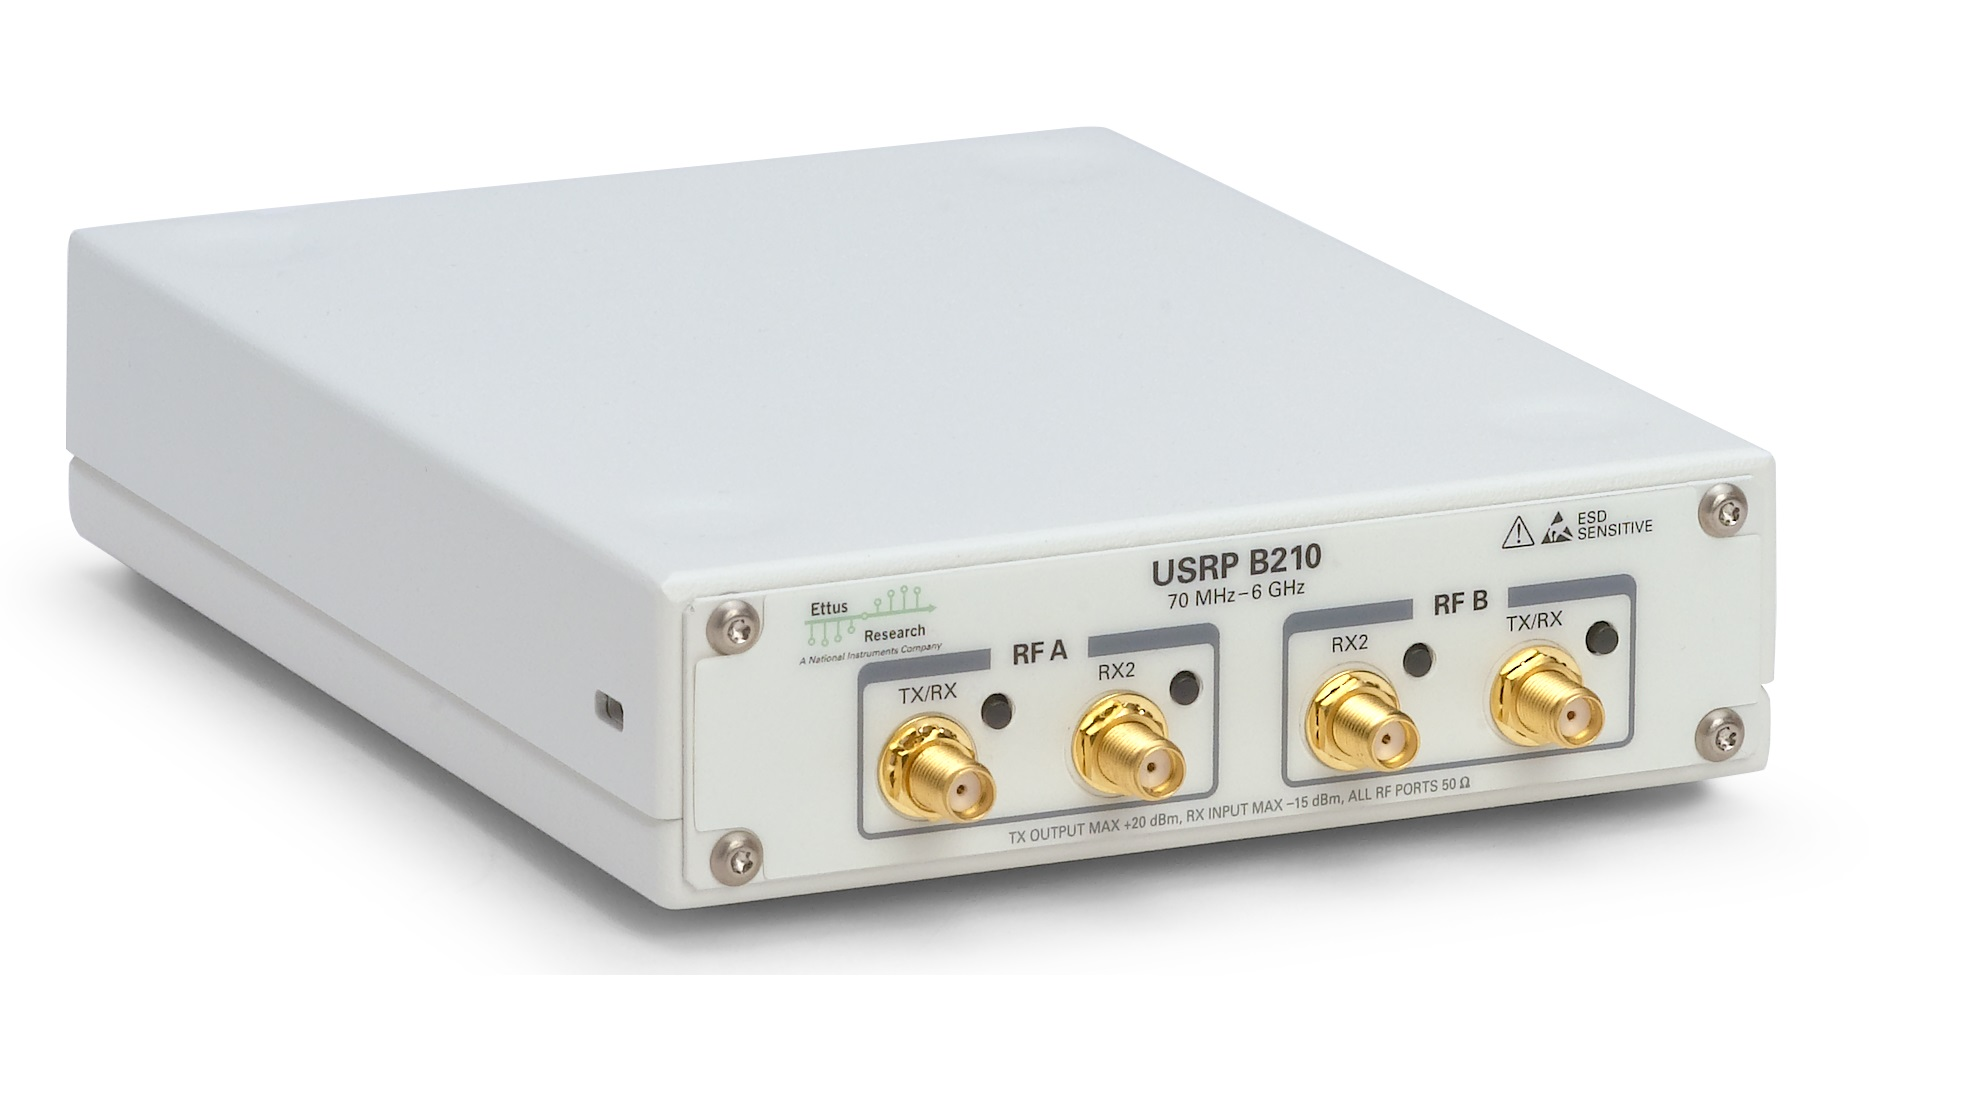 USRP B210
70 MHz–6 GHz
ESD
SENSITIVE
Ettus
Research
A National Instruments Company
RF A
TX/RX
RX2
RF B
RX2
TX/RX
TX OUTPUT MAX +20 dBm, RX INPUT MAX –15 dBm, ALL RF PORTS 50 Ω